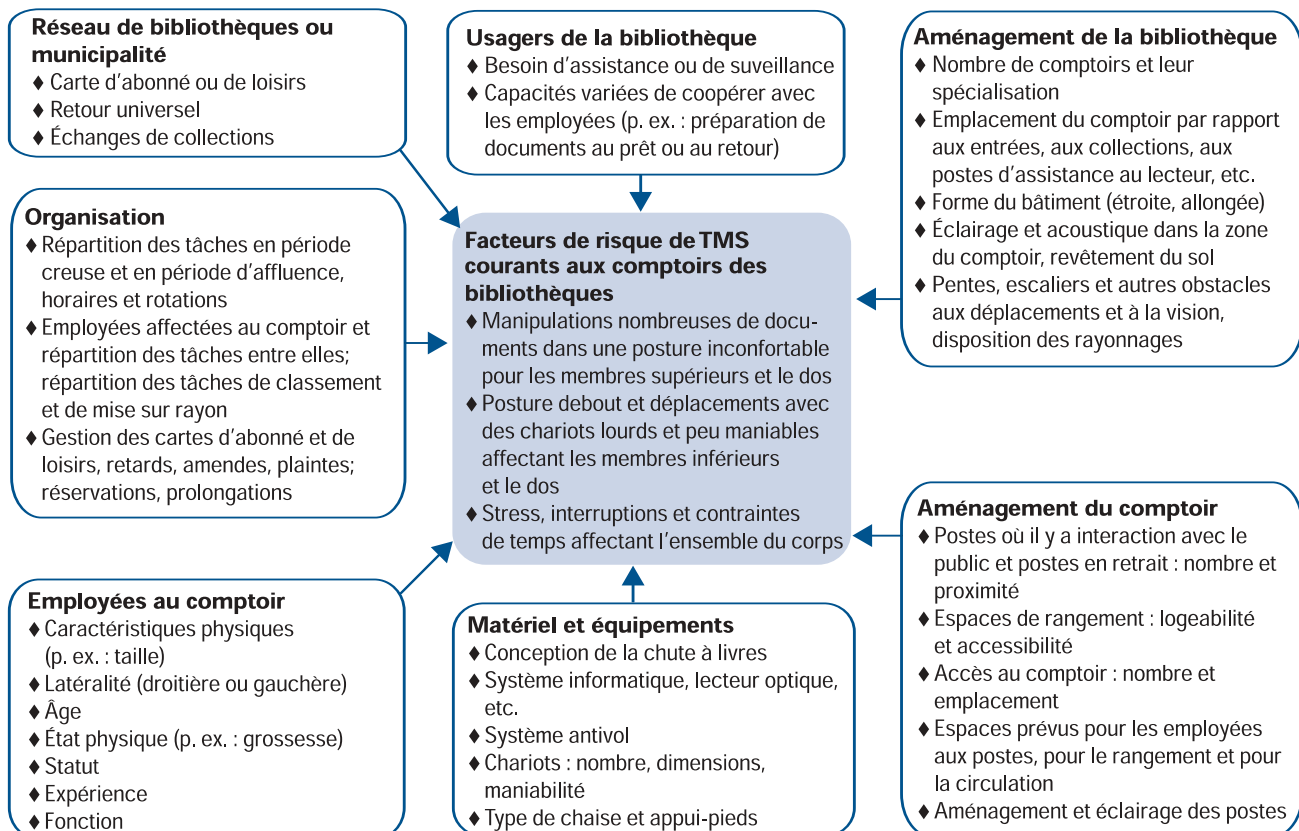 Réseau de bibliothèques ou
municipalité
♦ Carte d'abonné ou de loisirs
♦ Retour universel
♦ Échanges de collections
Usagers de la bibliothèque
♦ Besoin d'assistance ou de suveillance
♦ Capacités variées de coopérer avec
les employées (p. ex. : préparation de
documents au prêt ou au retour)
Aménagement de la bibliothèque
♦ Nombre de comptoirs et leur
spécialisation
♦ Emplacement du comptoir par rapport
aux entrées, aux collections, aux
postes d'assistance au lecteur, etc.
♦ Forme du bâtiment (étroite, allongée)
♦ Éclairage et acoustique dans la zone
du comptoir, revêtement du sol
♦ Pentes, escaliers et autres obstacles
aux déplacements et à la vision,
disposition des rayonnages
Organisation
♦ Répartition des tâches en période
creuse et en période d'affluence,
horaires et rotations
♦ Employées affectées au comptoir et
répartition des tâches entre elles;
répartition des tâches de classement
et de mise sur rayon
♦ Gestion des cartes d'abonné et de
loisirs, retards, amendes, plaintes;
réservations, prolongations
Facteurs de risque de TMS
courants aux comptoirs des
bibliothèques
♦ Manipulations nombreuses de docu-
ments dans une posture inconfortable
pour les membres supérieurs et le dos
♦ Posture debout et déplacements avec
des chariots lourds et peu maniables
affectant les membres inférieurs
et le dos
♦ Stress, interruptions et contraintes
de temps affectant l'ensemble du corps
Employées au comptoir
♦ Caractéristiques physiques
(p. ex. : taille)
♦ Latéralité (droitière ou gauchère)
♦ Âge
♦ État physique (p. ex. : grossesse)
♦ Statut
♦ Expérience
♦ Fonction
Matériel et équipements
♦ Conception de la chute à livres
♦ Système informatique, lecteur optique,
etc.
♦ Système antivol
♦ Chariots : nombre, dimensions,
maniabilité
♦ Type de chaise et appui-pieds
Aménagement du comptoir
♦ Postes où il y a interaction avec le
public et postes en retrait : nombre et
proximité
♦ Espaces de rangement : logeabilité
et accessibilité
♦ Accès au comptoir : nombre et
emplacement
♦ Espaces prévus pour les employées
aux postes, pour le rangement et pour
la circulation
♦ Aménagement et éclairage des postes